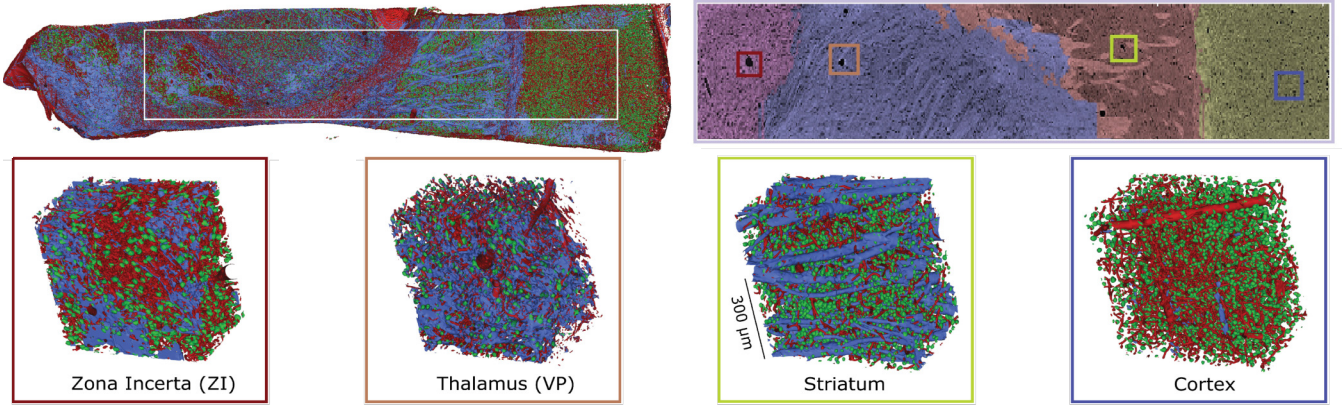 300 µm
Zona Incerta (ZI)
Thalamus (VP)
Striatum
Cortex